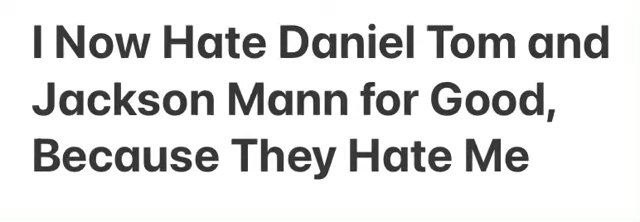 I Now Hate Daniel Tom and
Jackson Mann for Good,
Because They Hate Me